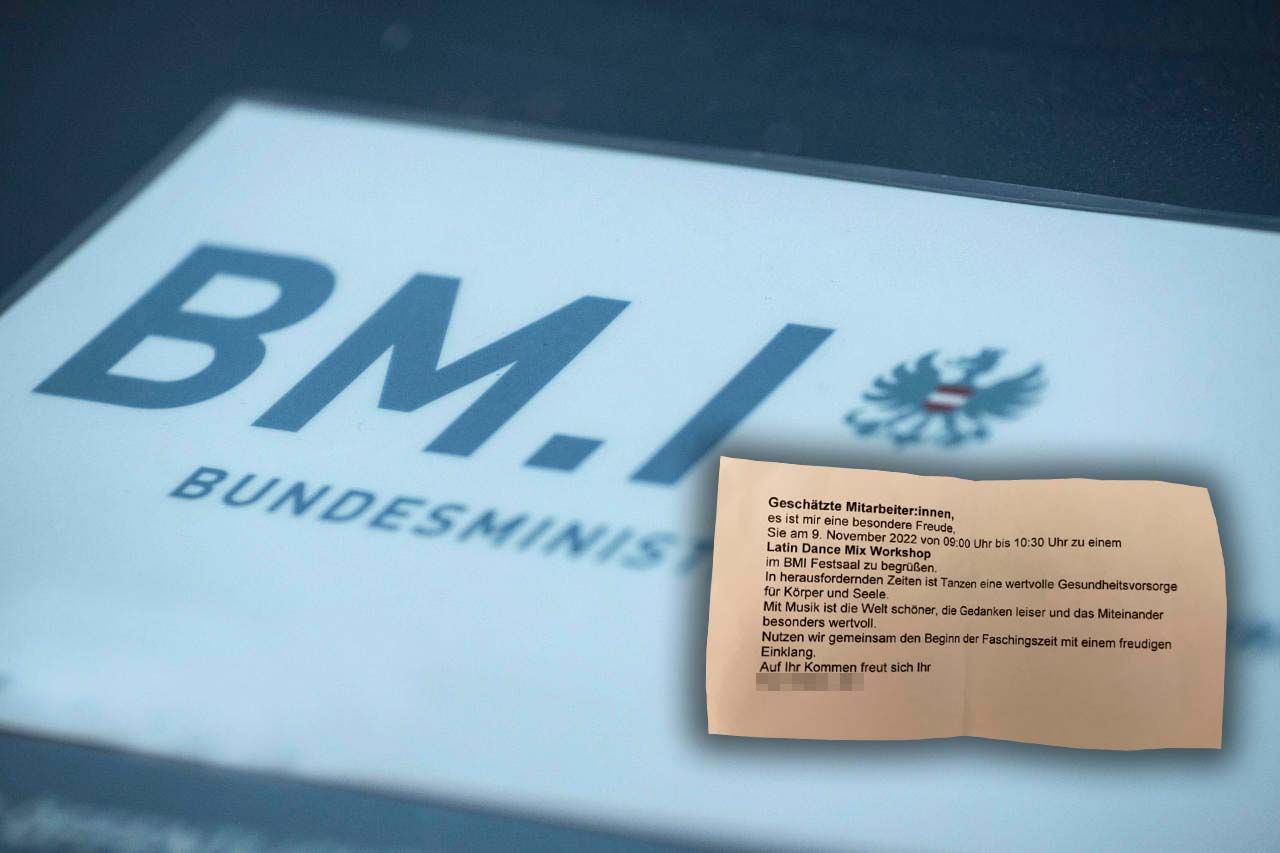 BM.I
BUNDESMINIST
Geschätzte Mitarbeiter:innen,
es ist mir eine besondere Freude,
Sie am 9. November 2022 von 09:00 Uhr bis 10:30 Uhr zu einem
Latin Dance Mix Workshop
im BMI Festsaal zu begrüßen.
In herausfordernden Zeiten ist Tanzen eine wertvolle Gesundheitsvorsorge
für Körper und Seele.
Mit Musik ist die Welt schöner, die Gedanken leiser und das Miteinander
besonders wertvoll.
Nutzen wir gemeinsam den Beginn der Faschingszeit mit einem freudigen
Einklang.
Auf Ihr Kommen freut sich Ihr